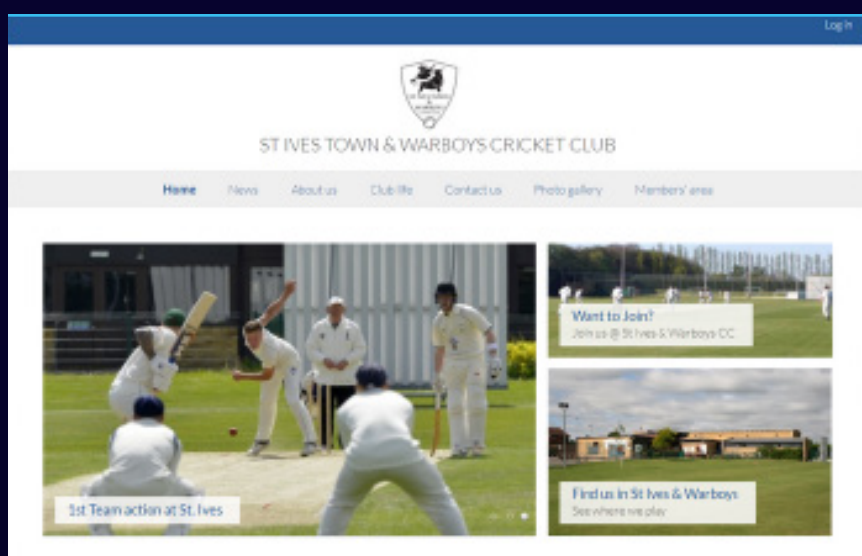 Log in
ST IVES TOWN & WARBOYS CRICKET CLUB
Home News About us Club life Contact us Photo gallery Members' area
Want to Join?
Join us @ St Ives & Warboys CC
1st Team action at St. Ives
Find us in St Ives & Warboys
See where we play